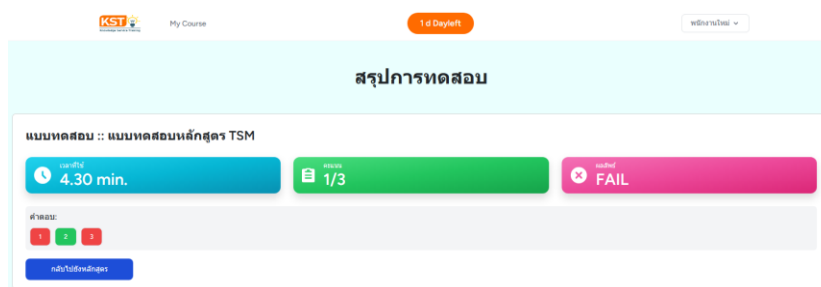 KST
My Course
1 d Dayleft
พนักงานใหม่
สรุปการทดสอบ
แบบทดสอบ :: แบบทดสอบหลักสูตร TSM
เวลาที่ใช้
4.30 min.
คะแนน
1/3
ผลลัพธ์
FAIL
คำตอบ:
1 2 3
กลับไปยังหลักสูตร